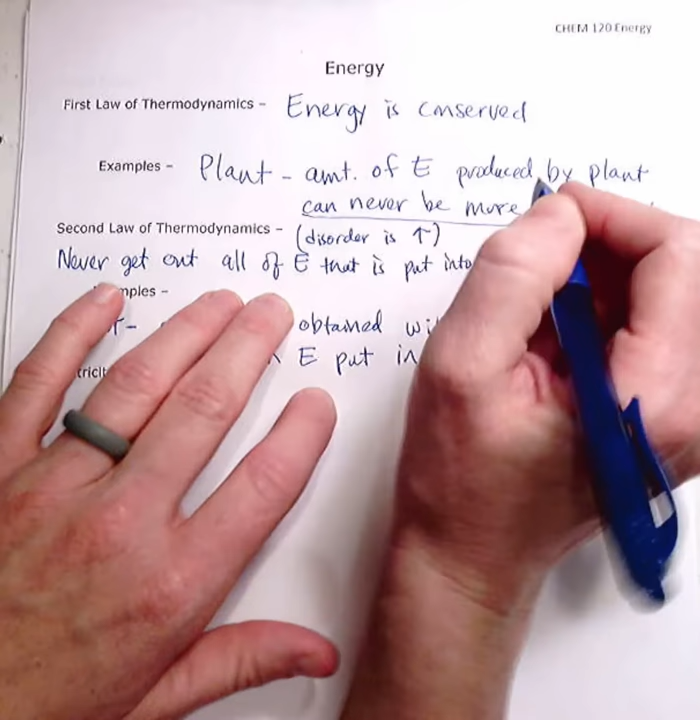 CHEM 120 Energy
Energy
First Law of Thermodynamics – Energy is conserved
Examples – Plant - amt. of E produced by plant
can never be more
Second Law of Thermodynamics – (disorder is ↑)
Never get out all of E that is put into
obtained
E put in